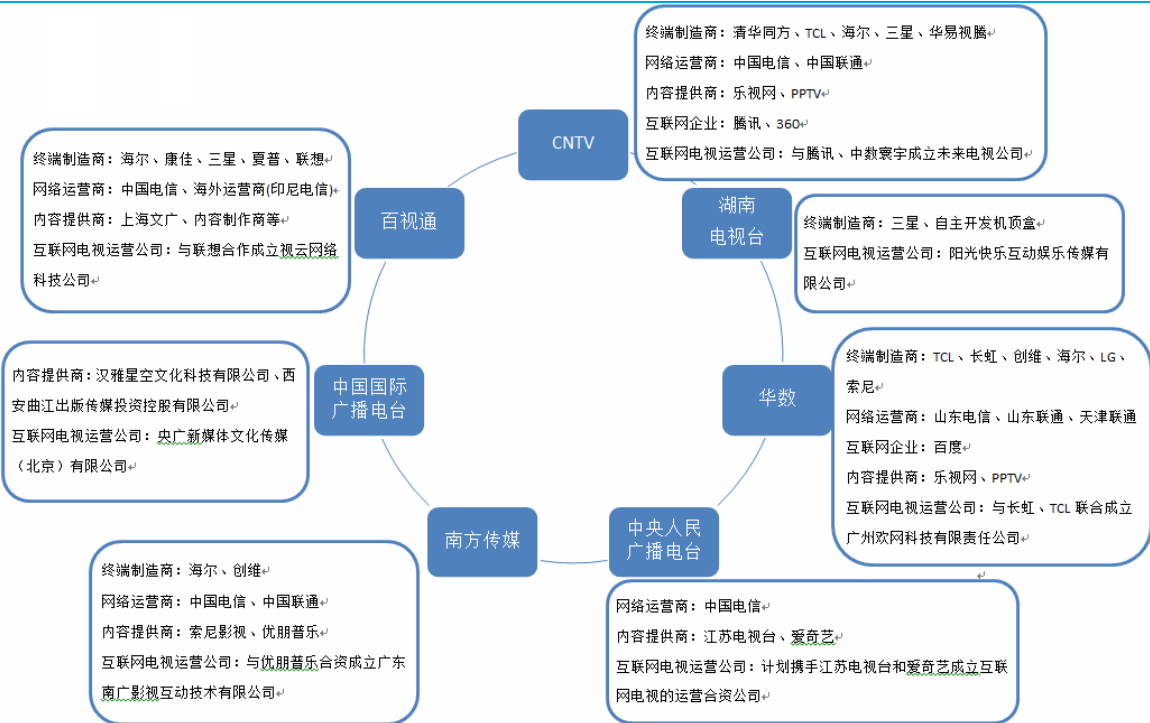 CNTV
终端制造商：清华同方、TCL、海尔、三星、华易视腾
网络运营商：中国电信、中国联通
内容提供商：乐视网、PPTV
互联网企业：腾讯、360
互联网电视运营公司：与腾讯、中数寰宇成立未来电视公司
湖南
电视台
终端制造商：三星、自主开发机顶盒
互联网电视运营公司：阳光快乐互动娱乐传媒有
限公司
华数
终端制造商：TCL、长虹、创维、海尔、LG、
索尼
网络运营商：山东电信、山东联通、天津联通
互联网企业：百度
内容提供商：乐视网、PPTV
互联网电视运营公司：与长虹、TCL 联合成立
广州欢网科技有限责任公司
中央人民
广播电台
网络运营商：中国电信
内容提供商：江苏电视台、爱奇艺
互联网电视运营公司：计划携手江苏电视台和爱奇艺成立互联
网电视的运营合资公司
南方传媒
终端制造商：海尔、创维
网络运营商：中国电信、中国联通
内容提供商：索尼影视、优朋普乐
互联网电视运营公司：与优朋普乐合资成立广东
南广影视互动技术有限公司
中国国际
广播电台
内容提供商：汉雅星空文化科技有限公司、西
安曲江出版传媒投资控股有限公司
互联网电视运营公司：央广新媒体文化传媒
（北京）有限公司
百视通
终端制造商：海尔、康佳、三星、夏普、联想
网络运营商：中国电信、海外运营商(印尼电信)
内容提供商：上海文广、内容制作商等
互联网电视运营公司：与联想合作成立视云网络
科技公司